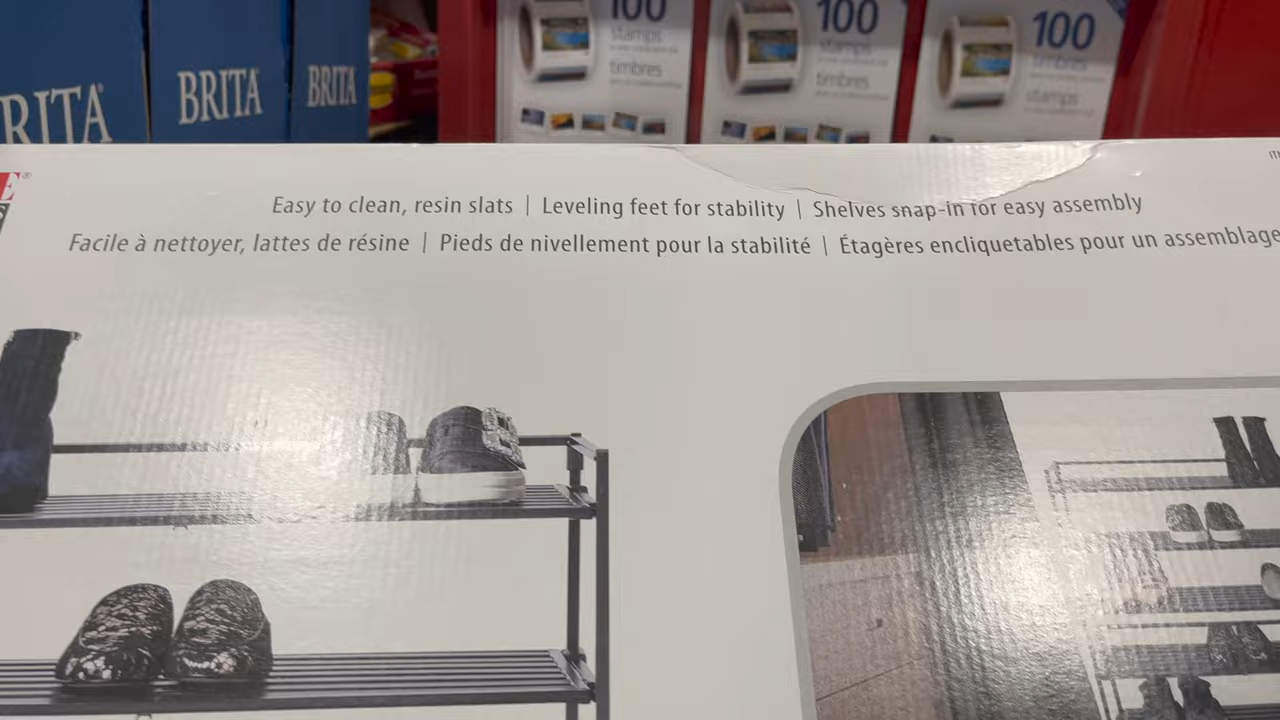 BRITA
BRITA
100
stamps
timbres
100
stamps
timbres
100
timbres
stamps
E®
Easy to clean, resin slats | Leveling feet for stability | Shelves snap-in for easy assembly
Facile à nettoyer, lattes de résine | Pieds de nivellement pour la stabilité | Étagères encliquetables pour un assemblage